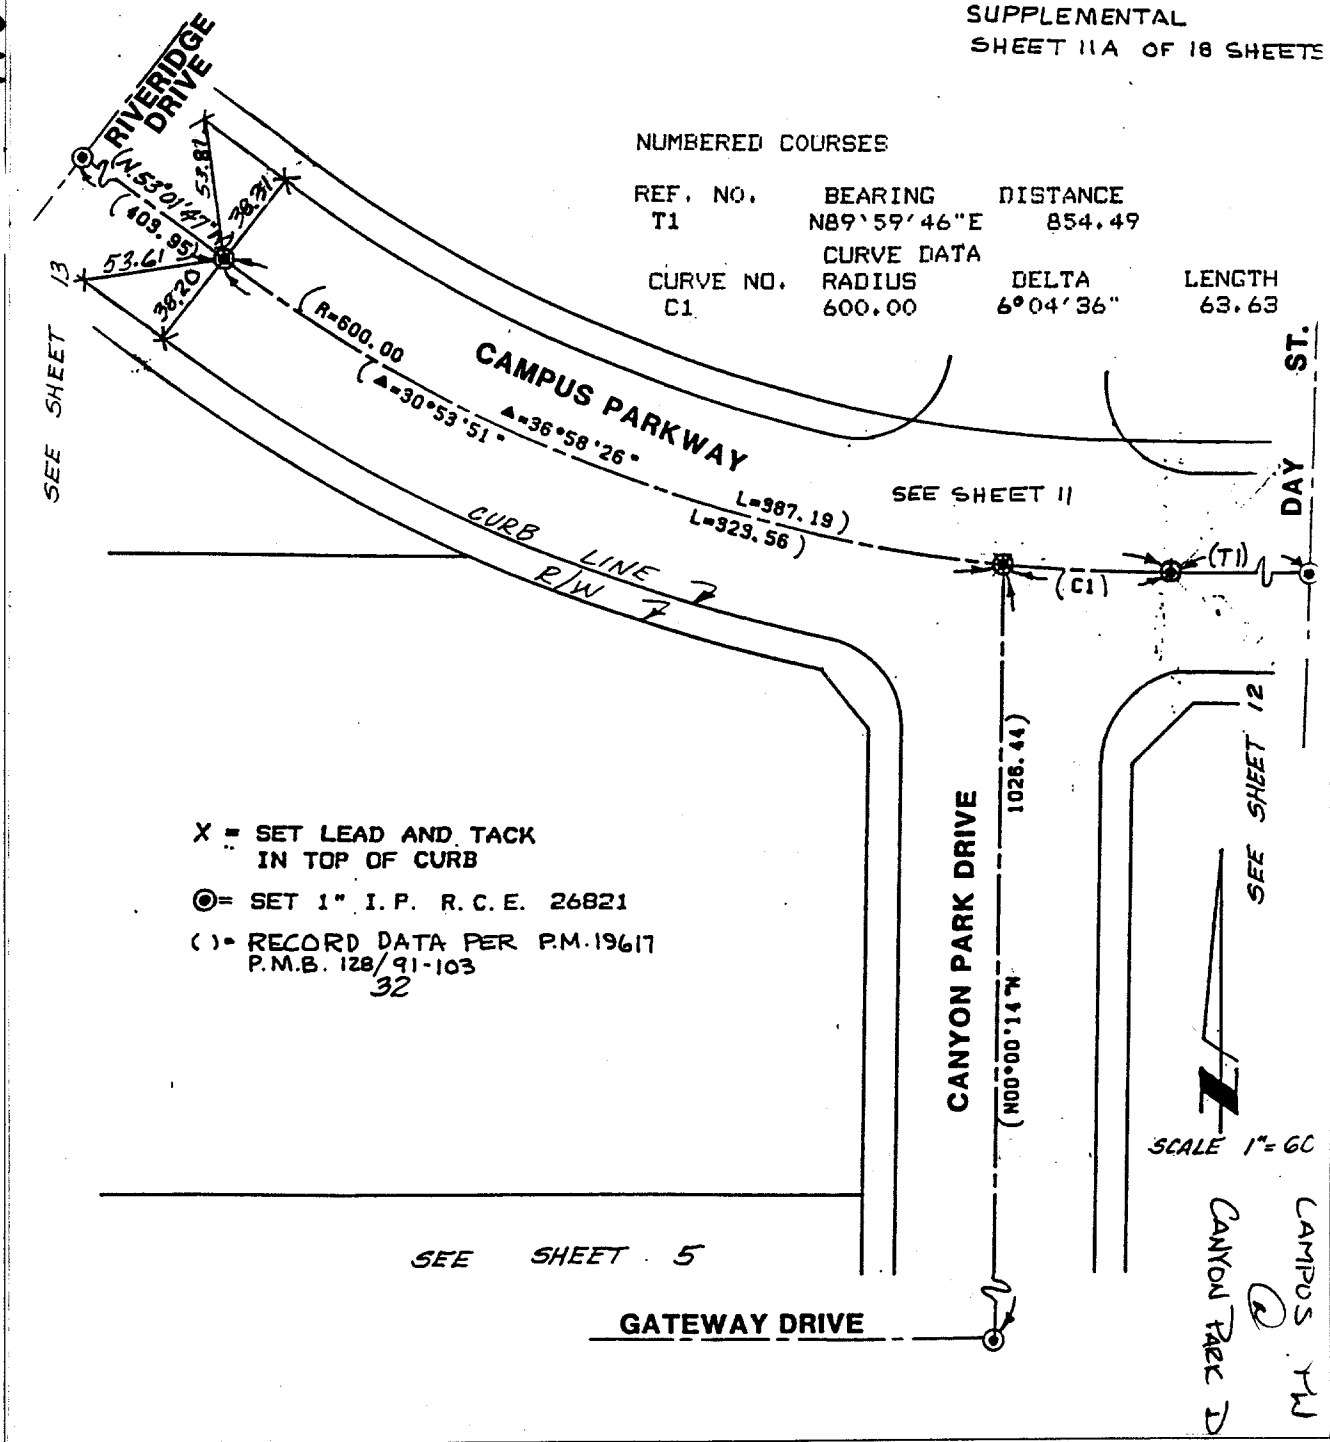 SUPPLEMENTAL
SHEET 11A OF 18 SHEETS
RIVERIDGE
DRIVE
NUMBERED COURSES
REF. NO. BEARING DISTANCE
T1 N89°59'46"E 854.49
CURVE DATA
CURVE NO. RADIUS DELTA LENGTH
C1 600.00 6°04'36" 63.63
(N.53°01'47"W
(409.95)
53.87
38.31
53.61
38.20
SEE SHEET 13
(R=600.00
(▲=30°53'51"
▲=36°58'26"
CAMPUS PARKWAY
L=387.19)
L=323.56)
SEE SHEET 11
DAY ST.
(T1)
(C1)
CURB LINE
R/W
SEE SHEET 12
1026.44)
(N00°00'14"W
CANYON PARK DRIVE
X = SET LEAD AND TACK
IN TOP OF CURB
= SET 1" I.P. R.C.E. 26821
( )= RECORD DATA PER P.M.19617
P.M.B. 128/91-103
32
SCALE 1"=60
SEE SHEET 5
GATEWAY DRIVE
CAMPUS
@
CANYON PARK D